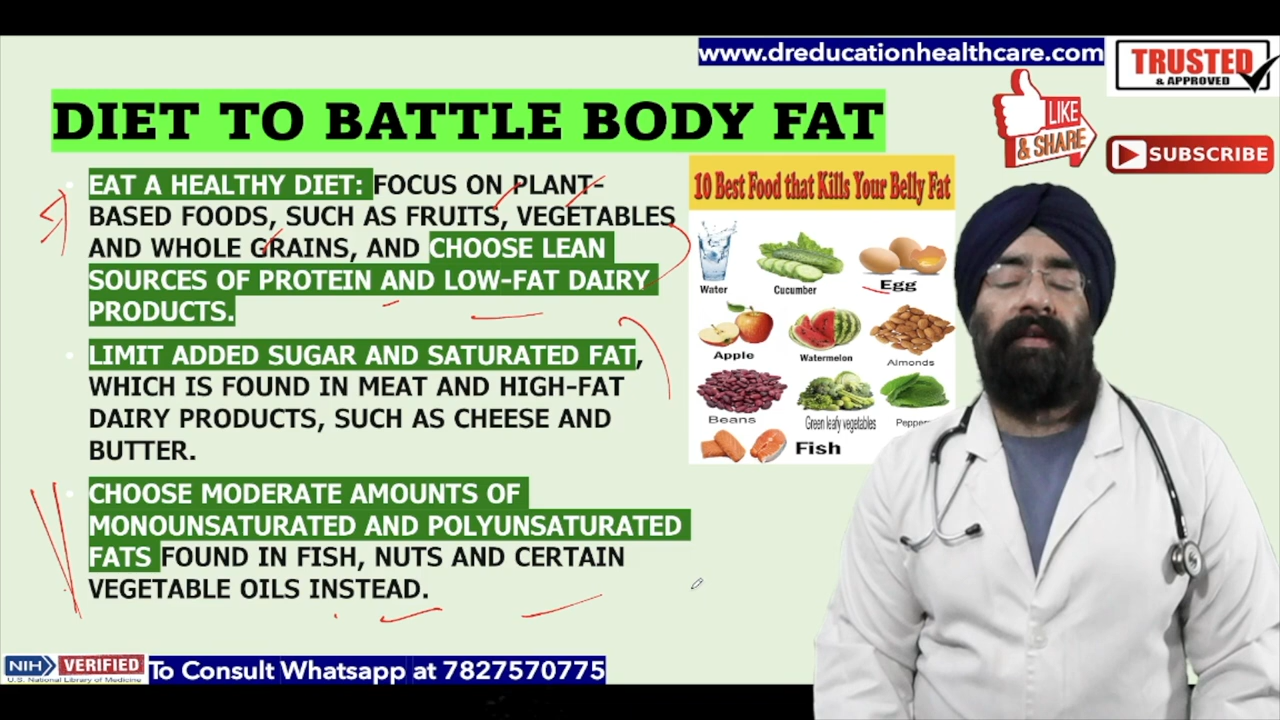 www.dreducationhealthcare.com
TRUSTED
& APPROVED
LIKE
& SHARE
SUBSCRIBE
DIET TO BATTLE BODY FAT
EAT A HEALTHY DIET: FOCUS ON PLANT-
BASED FOODS, SUCH AS FRUITS, VEGETABLES
AND WHOLE GRAINS, AND CHOOSE LEAN
SOURCES OF PROTEIN AND LOW-FAT DAIRY
PRODUCTS.
LIMIT ADDED SUGAR AND SATURATED FAT,
WHICH IS FOUND IN MEAT AND HIGH-FAT
DAIRY PRODUCTS, SUCH AS CHEESE AND
BUTTER.
CHOOSE MODERATE AMOUNTS OF
MONOUNSATURATED AND POLYUNSATURATED
FATS FOUND IN FISH, NUTS AND CERTAIN
VEGETABLE OILS INSTEAD.
10 Best Food that Kills Your Belly Fat
Water Cucumber Egg
Apple Watermelon Almonds
Beans Green leafy vegetables
Fish
NIH VERIFIED
U.S. National Library of Medicine
To Consult Whatsapp at 7827570775